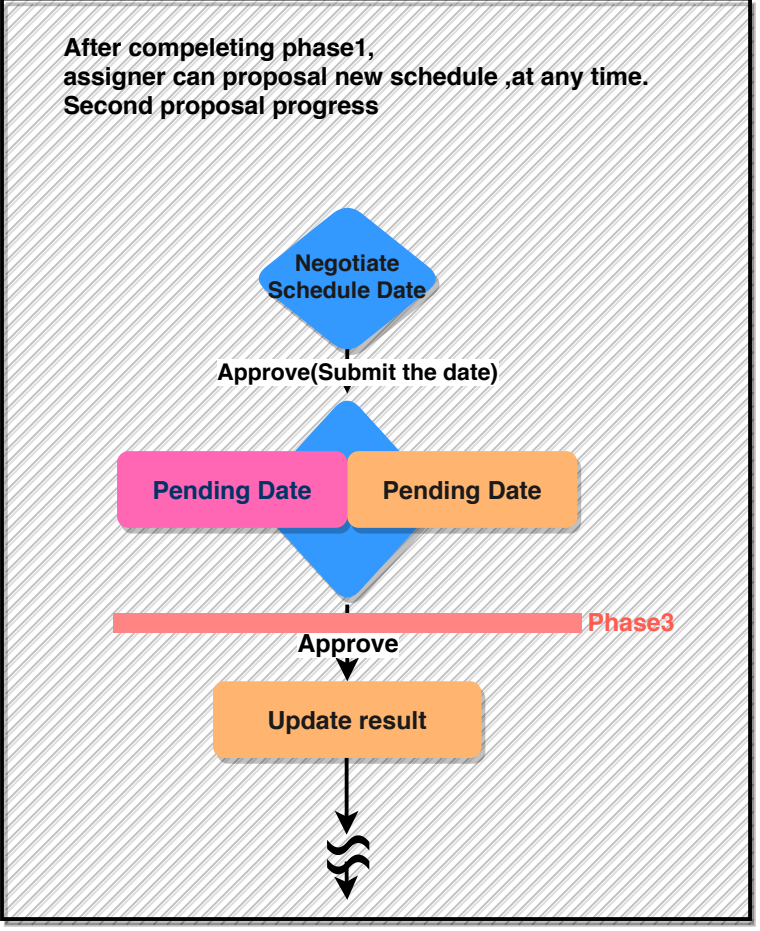 After compeleting phase1,
assigner can proposal new schedule ,at any time.
Second proposal progress
Negotiate
Schedule Date
Approve(Submit the date)
Pending Date
Pending Date
Phase3
Approve
Update result